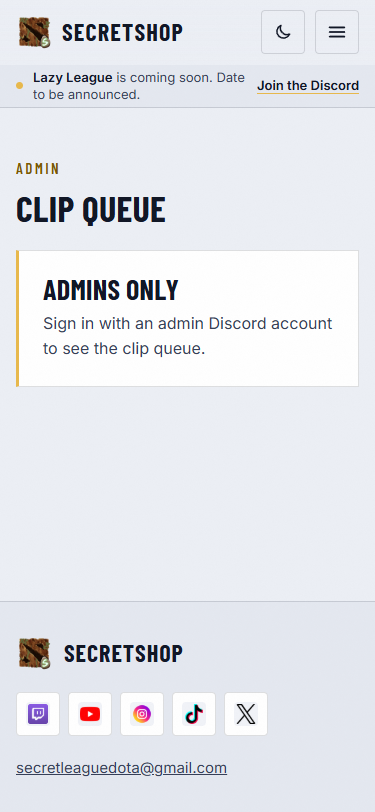 SECRETSHOP
Lazy League is coming soon. Date
to be announced.
Join the Discord
ADMIN
CLIP QUEUE
ADMINS ONLY
Sign in with an admin Discord account
to see the clip queue.
SECRETSHOP
secretleaguedota@gmail.com